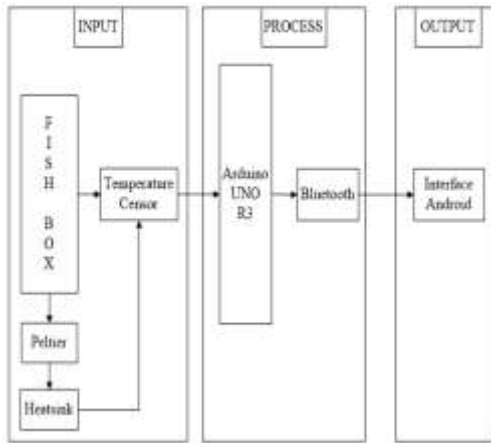 INPUT
PROCESS
OUTPUT
F
I
S
H
B
O
X
Temperature
Censor
Arduino
UNO
R3
Bluetooth
Interface
Android
Peltier
Heatsink